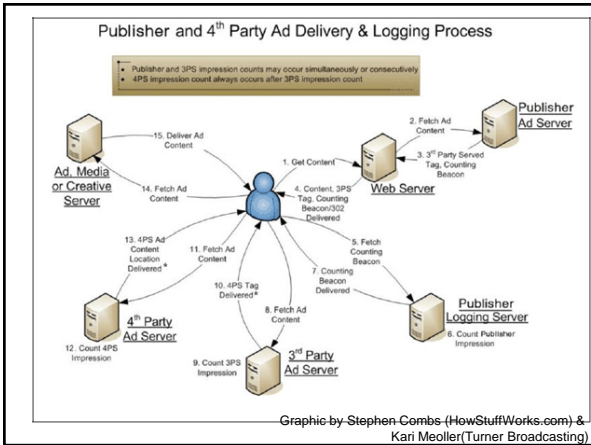 Publisher and 4th Party Ad Delivery & Logging Process
• Publisher and 3PS impression counts may occur simultaneously or consecutively
• 4PS impression count always occurs after 3PS impression count
Publisher
Ad Server
2. Fetch Ad
Content
3. 3rd Party Served
Tag, Counting
Beacon
Web Server
1. Get Content
4. Content, 3PS
Tag, Counting
Beacon/302
Delivered
15. Deliver Ad
Content
Ad, Media
or Creative
Server
14. Fetch Ad
Content
13. 4PS Ad
Content
Location
Delivered*
11. Fetch Ad
Content
5. Fetch
Counting
Beacon
7. Counting
Beacon
Delivered
10. 4PS Tag
Delivered*
8. Fetch Ad
Content
Publisher
Logging Server
6. Count Publisher
Impression
4th Party
Ad Server
12. Count 4PS
Impression
9. Count 3PS
Impression
3rd Party
Ad Server
Graphic by Stephen Combs (HowStuffWorks.com) &
Kari Meoller(Turner Broadcasting)